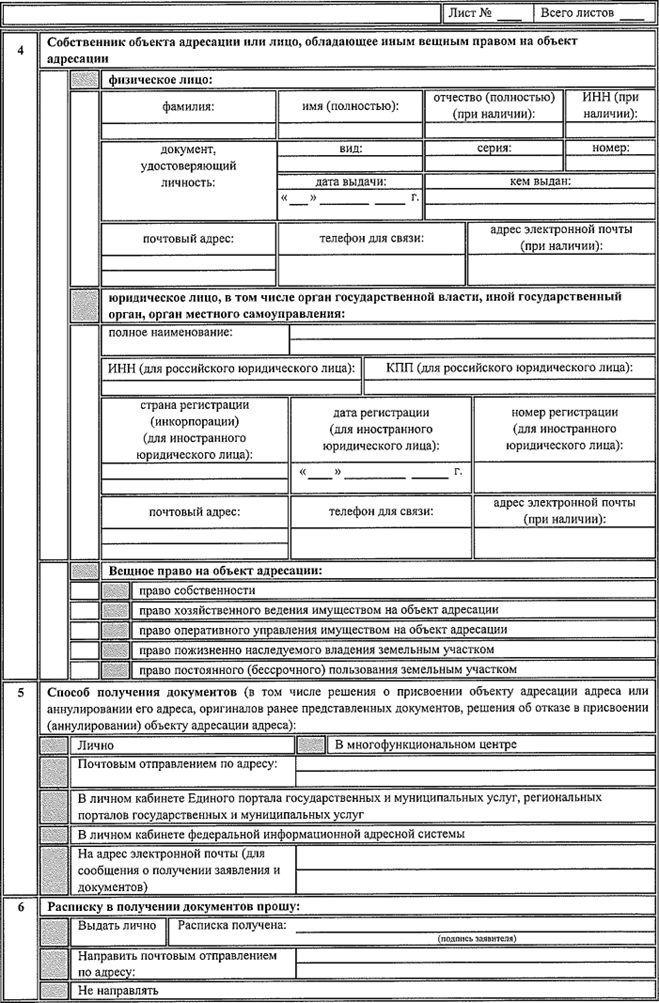 Лист № ___ Всего листов ___
4 Собственник объекта адресации или лицо, обладающее иным вещным правом на объект
адресации
физическое лицо:
фамилия: имя (полностью): отчество (полностью) (при наличии): ИНН (при наличии):
документ, удостоверяющий личность: вид: серия: номер:
дата выдачи: кем выдан:
« ___ » ______ ____ г.
почтовый адрес: телефон для связи: адрес электронной почты (при наличии):
юридическое лицо, в том числе орган государственной власти, иной государственный
орган, орган местного самоуправления:
полное наименование:
ИНН (для российского юридического лица): КПП (для российского юридического лица):
страна регистрации (инкорпорации) (для иностранного юридического лица): дата регистрации (для иностранного юридического лица): номер регистрации (для иностранного юридического лица):
« ___ » ______ ____ г.
почтовый адрес: телефон для связи: адрес электронной почты (при наличии):
Вещное право на объект адресации:
право собственности
право хозяйственного ведения имуществом на объект адресации
право оперативного управления имуществом на объект адресации
право пожизненно наследуемого владения земельным участком
право постоянного (бессрочного) пользования земельным участком
5 Способ получения документов (в том числе решения о присвоении объекту адресации адреса или
аннулировании его адреса, оригиналов ранее представленных документов, решения об отказе в присвоении
(аннулировании) объекту адресации адреса):
Лично В многофункциональном центре
Почтовым отправлением по адресу:
В личном кабинете Единого портала государственных и муниципальных услуг, региональных
порталов государственных и муниципальных услуг
В личном кабинете федеральной информационной адресной системы
На адрес электронной почты (для
сообщения о получении заявления и
документов)
6 Расписку в получении документов прошу:
Выдать лично Расписка получена: ______
(подпись заявителя)
Направить почтовым отправлением
по адресу:
Не направлять